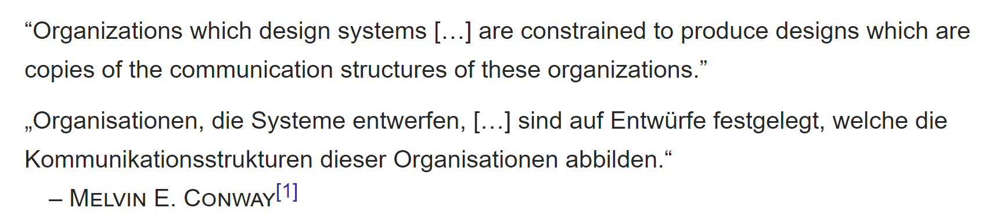 “Organizations which design systems […] are constrained to produce designs which are
copies of the communication structures of these organizations.”
„Organisationen, die Systeme entwerfen, […] sind auf Entwürfe festgelegt, welche die
Kommunikationsstrukturen dieser Organisationen abbilden.“
– Melvin E. Conway[1]